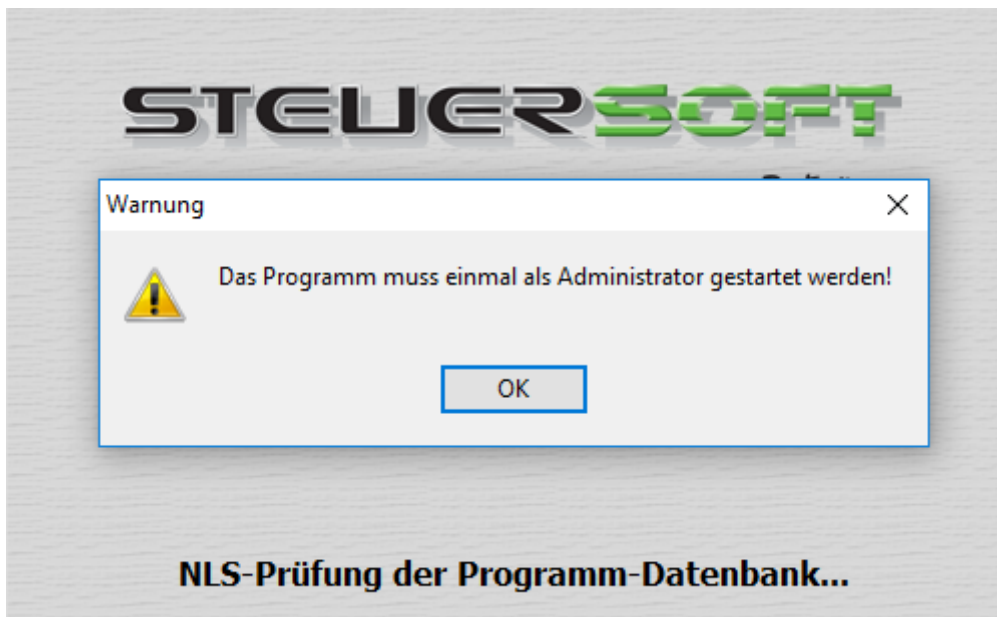 STEUERSOFT
Warnung
Das Programm muss einmal als Administrator gestartet werden!
OK
NLS-Prüfung der Programm-Datenbank...